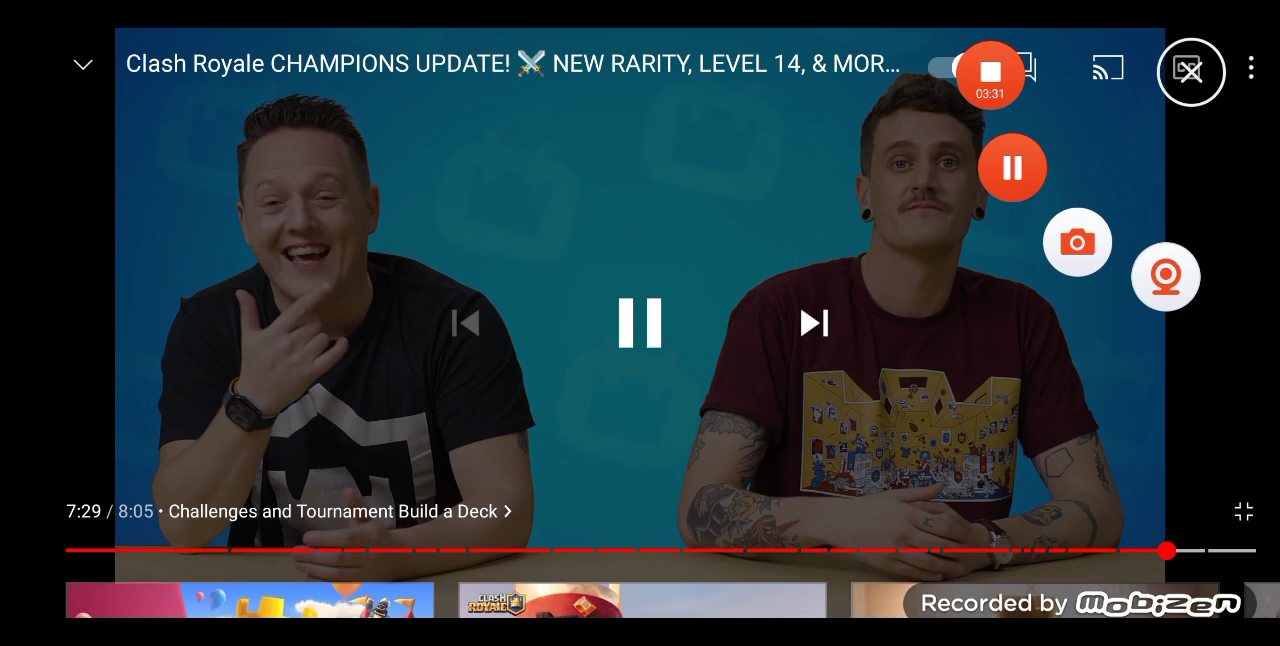 Clash Royale CHAMPIONS UPDATE! ⚔️ NEW RARITY, LEVEL 14, & MOR...
03:31
7:29 / 8:05 • Challenges and Tournament Build a Deck >
CLASH
ROYALE
Recorded by mobizen